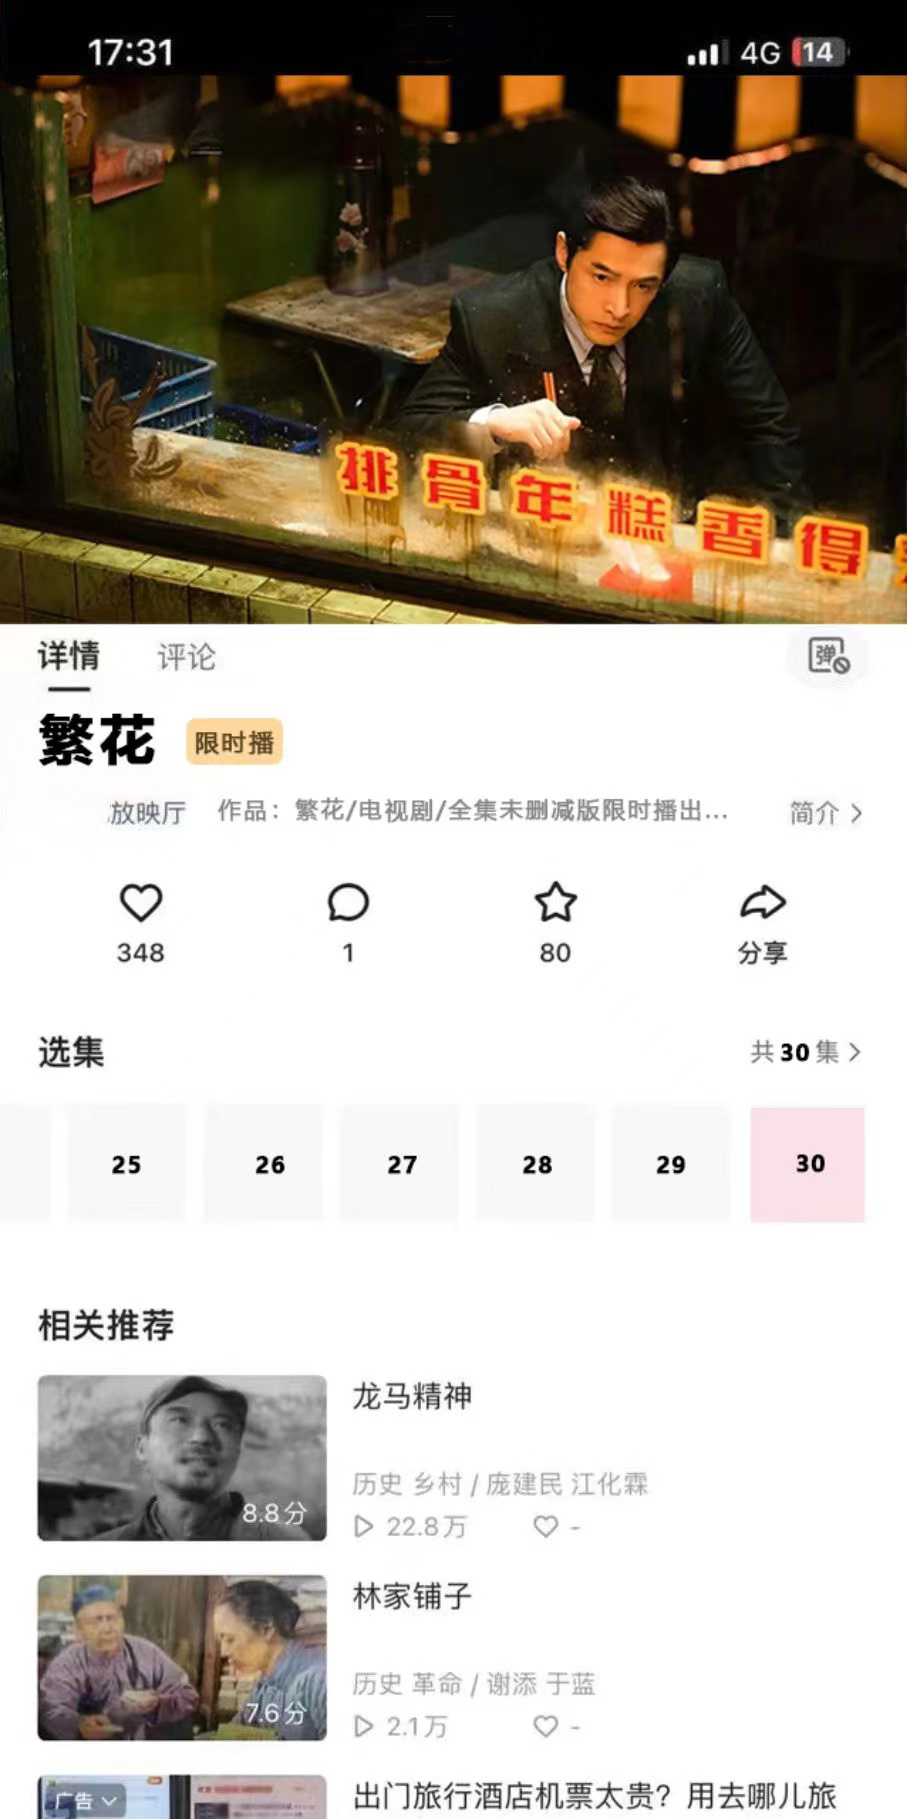 17:31
4G 14
排骨年糕香得
详情 评论
弹
繁花 限时播
放映厅 作品：繁花/电视剧/全集未删减版限时播出... 简介
348 1 80 分享
选集 共30集
25 26 27 28 29 30
相关推荐
龙马精神
历史 乡村 / 庞建民 江化霖
8.8分
22.8万 -
林家铺子
历史 革命 / 谢添 于蓝
7.6分
2.1万 -
广告
出门旅行酒店机票太贵？用去哪儿旅